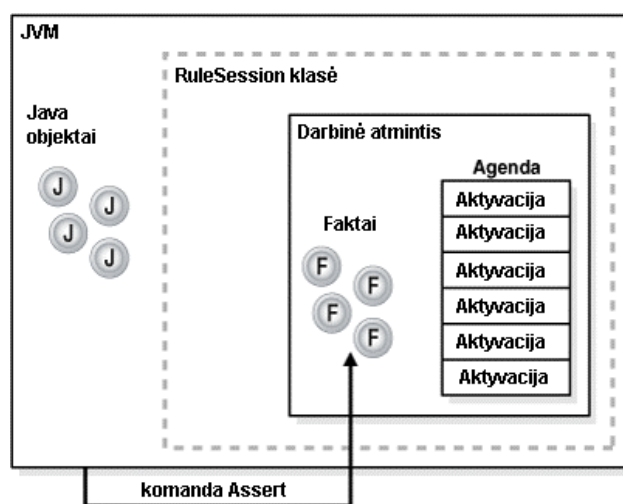 JVM
RuleSession klasė
Java
objektai
J
J
J
J
Darbinė atmintis
Faktai
F
F
F
F
Agenda
Aktyvacija
Aktyvacija
Aktyvacija
Aktyvacija
Aktyvacija
Aktyvacija
komanda Assert